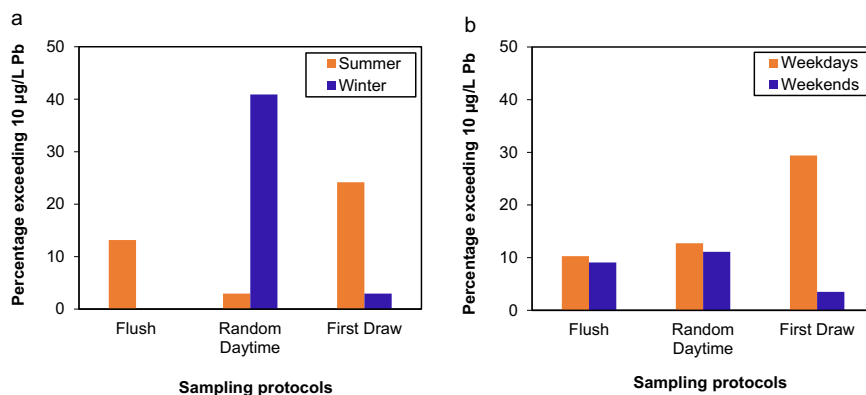 a
Percentage exceeding 10 µg/L Pb
50
40
30
20
10
0
Summer
Winter
Flush
Random
Daytime
First Draw
Sampling protocols
b
Percentage exceeding 10 µg/L Pb
50
40
30
20
10
0
Weekdays
Weekends
Flush
Random
Daytime
First Draw
Sampling protocols